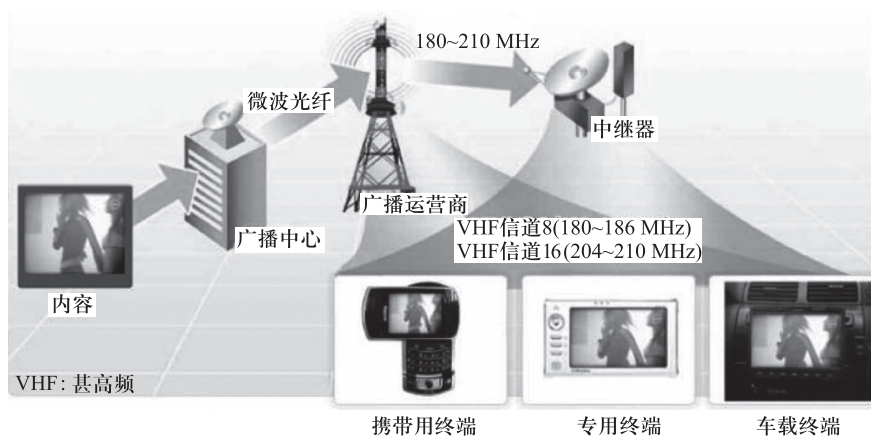 180~210 MHz
微波光纤
中继器
广播运营商
VHF信道8(180~186 MHz)
VHF信道16(204~210 MHz)
广播中心
内容
VHF: 甚高频
携带用终端
专用终端
车载终端